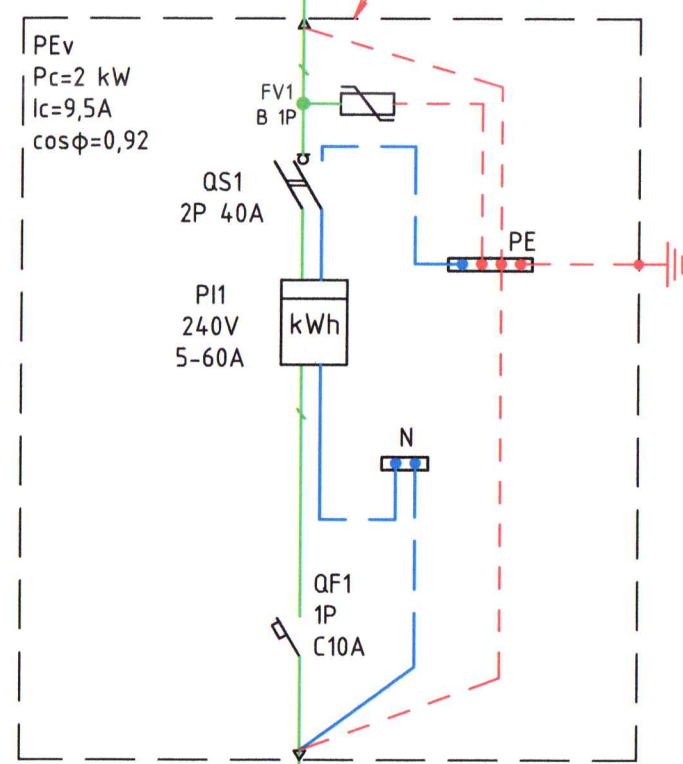 PEv
Pc=2 kW
Ic=9,5A
cosϕ=0,92
FV1
B 1P
QS1
2P 40A
PE
PI1
240V
5-60A
kWh
N
QF1
1P
C10A